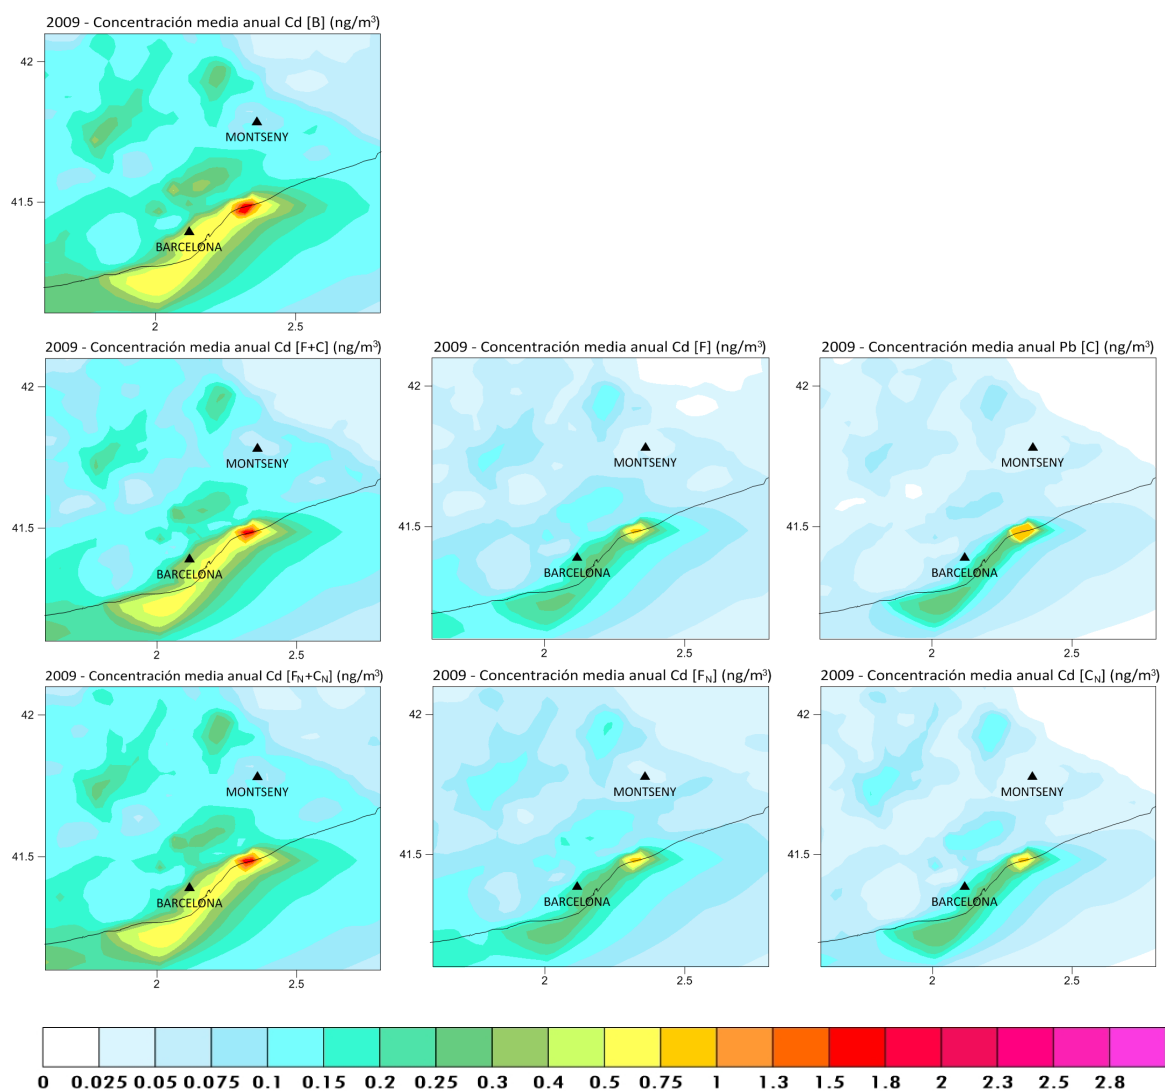 2009 - Concentración media anual Cd [B] (ng/m³)
42
MONTSENY
41.5
BARCELONA
2 2.5
2009 - Concentración media anual Cd [F+C] (ng/m³)
42
MONTSENY
41.5
BARCELONA
2 2.5
2009 - Concentración media anual Cd [F] (ng/m³)
42
MONTSENY
41.5
BARCELONA
2 2.5
2009 - Concentración media anual Pb [C] (ng/m³)
42
MONTSENY
41.5
BARCELONA
2 2.5
2009 - Concentración media anual Cd [F_N+C_N] (ng/m³)
42
MONTSENY
41.5
BARCELONA
2 2.5
2009 - Concentración media anual Cd [F_N] (ng/m³)
42
MONTSENY
41.5
BARCELONA
2 2.5
2009 - Concentración media anual Cd [C_N] (ng/m³)
42
MONTSENY
41.5
BARCELONA
2 2.5
0 0.025 0.05 0.075 0.1 0.15 0.2 0.25 0.3 0.4 0.5 0.75 1 1.3 1.5 1.8 2 2.3 2.5 2.8